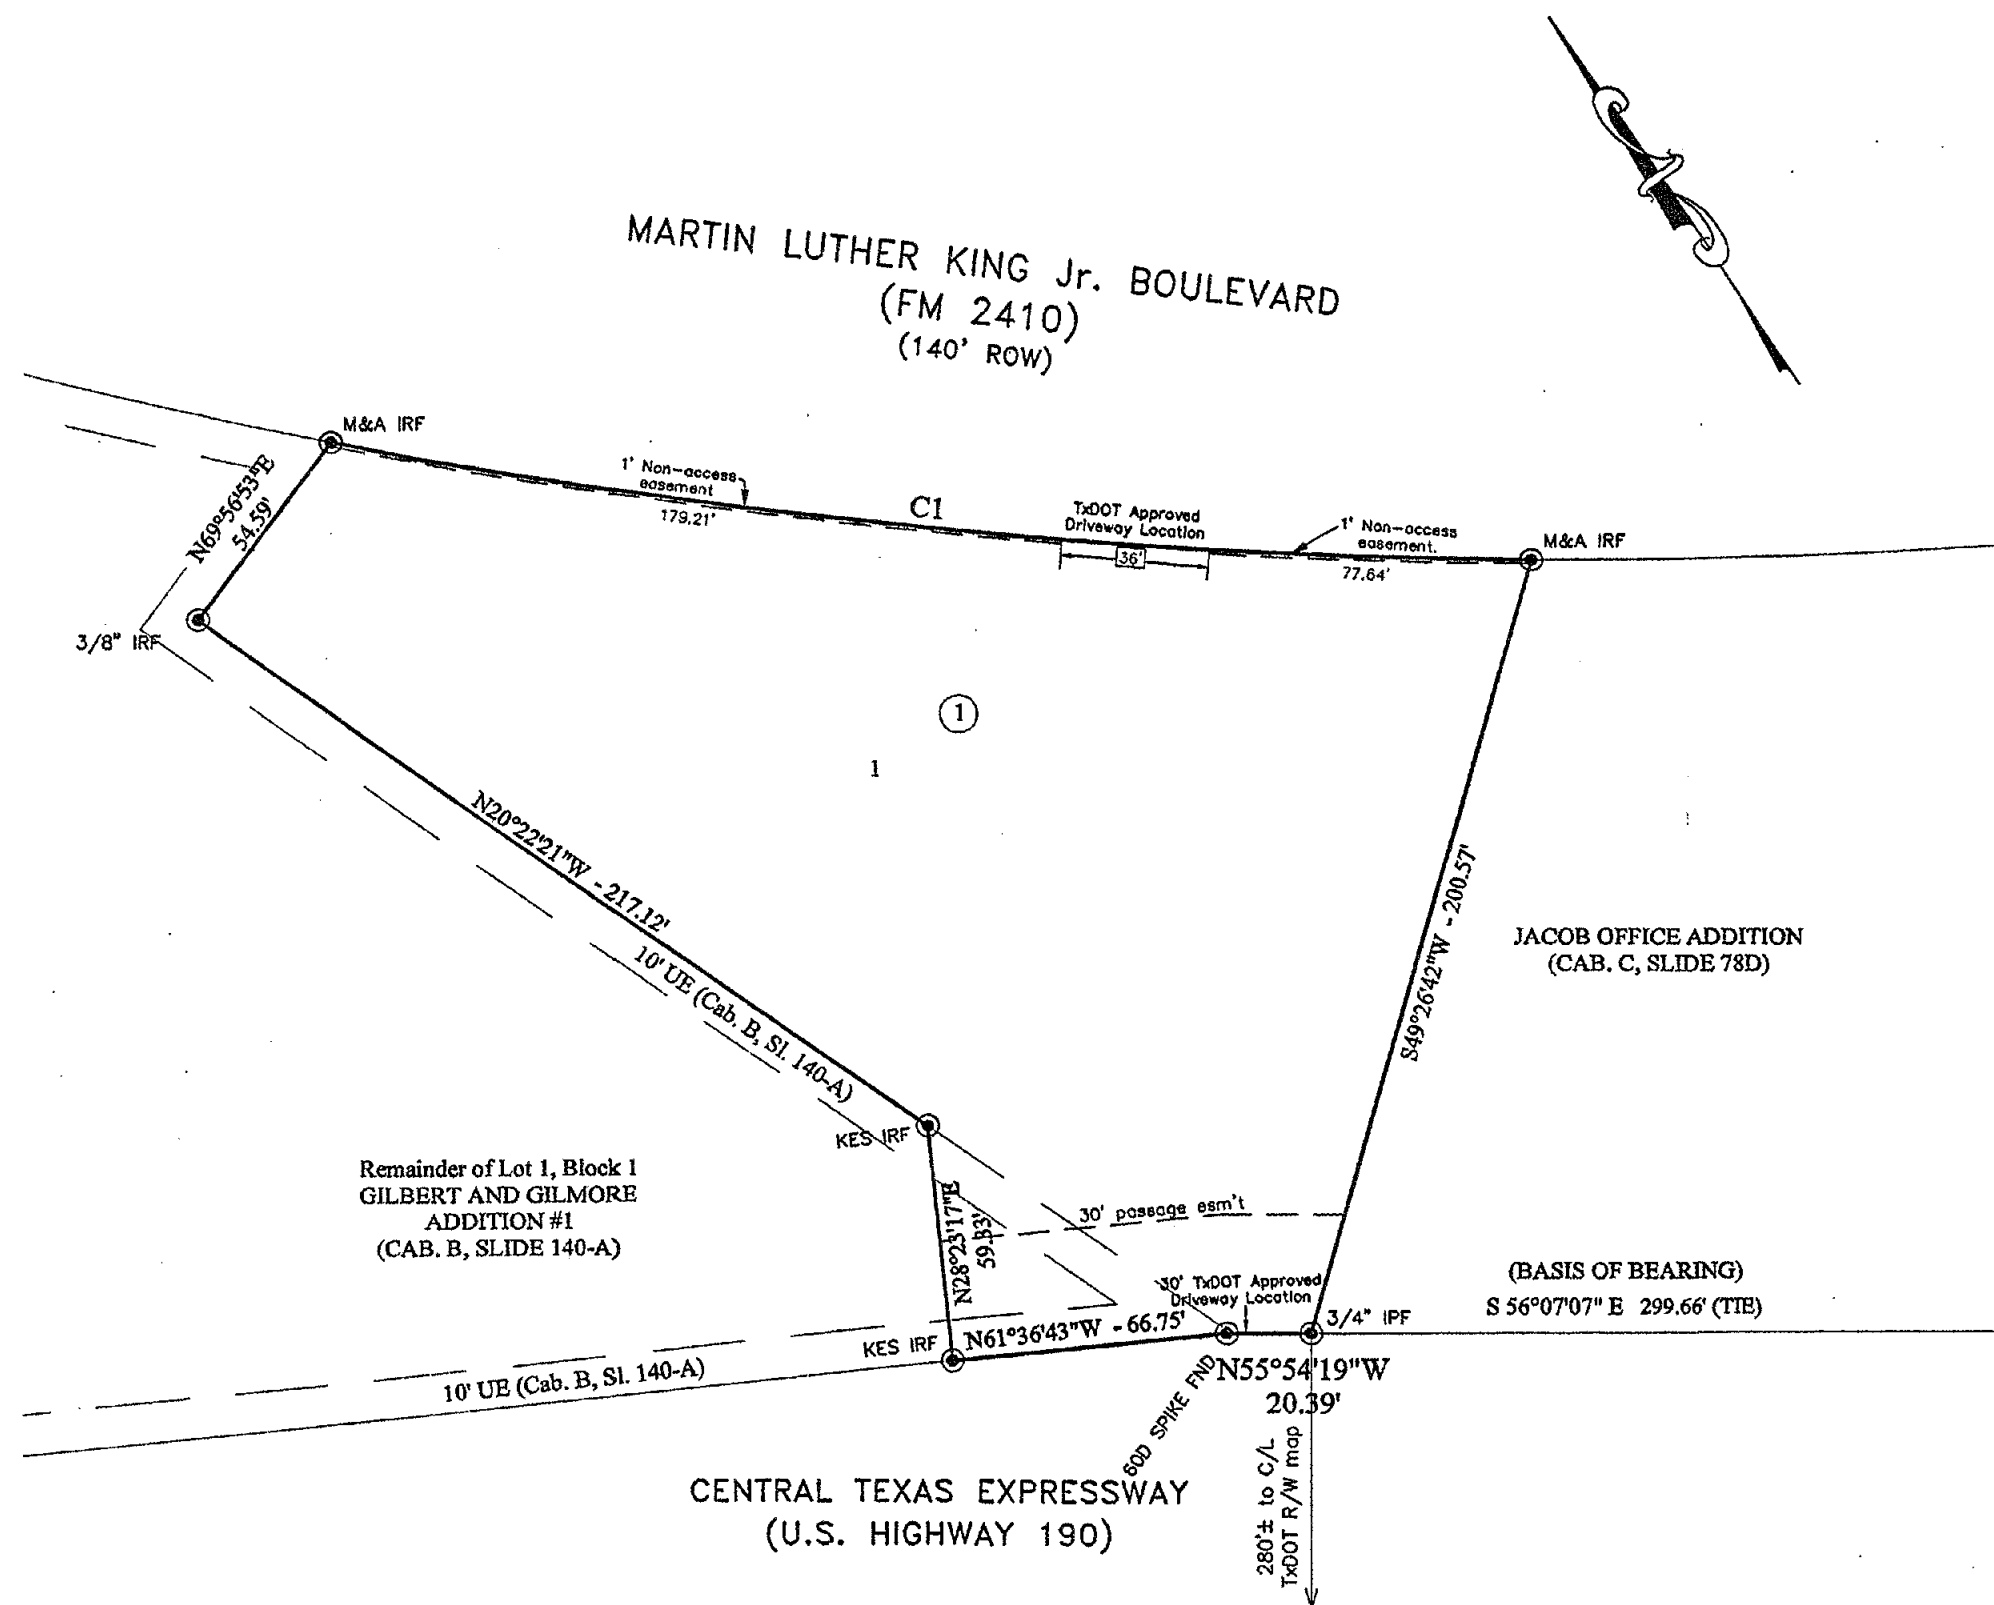 MARTIN LUTHER KING Jr. BOULEVARD
(FM 2410)
(140' ROW)
M&A IRF
1' Non-access
easement
179.21'
C1
TxDOT Approved
Driveway Location
36'
1' Non-access
easement.
77.64'
M&A IRF
N69°56'53"E
54.59'
3/8" IRF
1
1
N20°22'21"W - 217.12'
10' UE (Cab. B, Sl. 140-A)
S49°26'42"W - 200.57'
JACOB OFFICE ADDITION
(CAB. C, SLIDE 78D)
KES IRF
Remainder of Lot 1, Block 1
GILBERT AND GILMORE
ADDITION #1
(CAB. B, SLIDE 140-A)
N28°23'17"E
59.83'
30' passage esm't
30' TxDOT Approved
Driveway Location
(BASIS OF BEARING)
S 56°07'07" E 299.66' (TIE)
3/4" IPF
KES IRF
N61°36'43"W - 66.75'
N55°54'19"W
20.39'
10' UE (Cab. B, Sl. 140-A)
60D SPIKE FND
280'± to C/L
TxDOT R/W map
CENTRAL TEXAS EXPRESSWAY
(U.S. HIGHWAY 190)